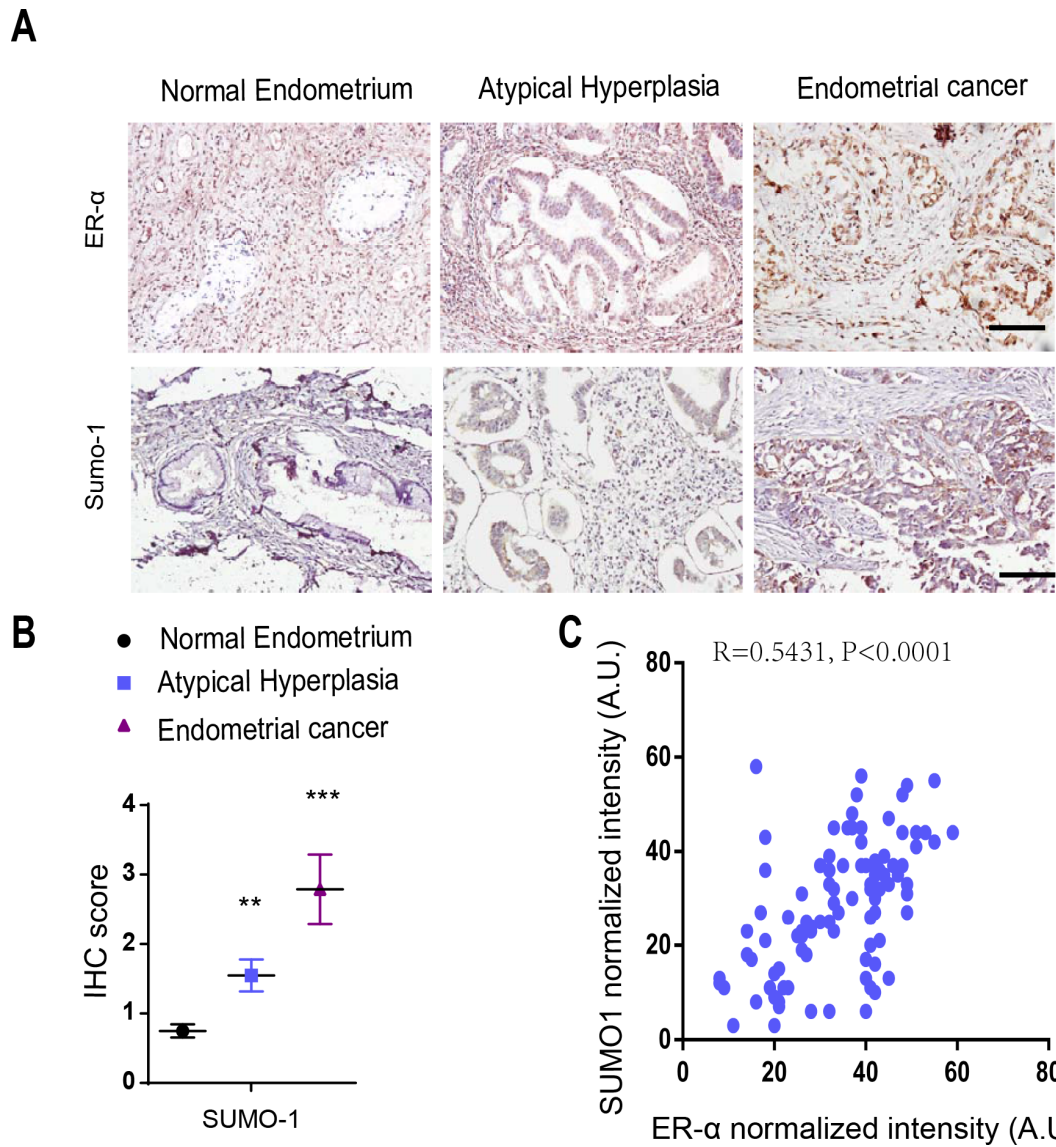 A
Normal Endometrium
Atypical Hyperplasia
Endometrial cancer
ER-α
Sumo-1
B
Normal Endometrium
Atypical Hyperplasia
Endometrial cancer
4
3
2
1
0
IHC score
**
***
SUMO-1
C
R=0.5431, P<0.0001
SUMO1 normalized intensity (A.U.)
80
60
40
20
0
0 20 40 60 80
ER-α normalized intensity (A.U